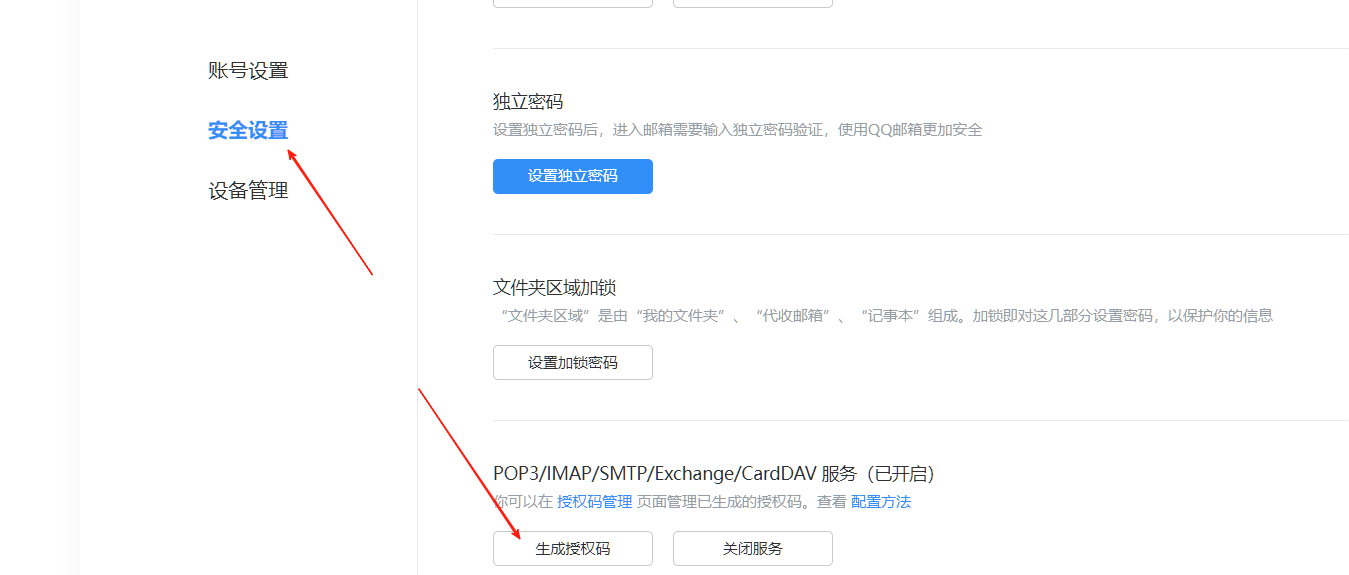 账号设置
安全设置
设备管理
独立密码
设置独立密码后，进入邮箱需要输入独立密码验证，使用QQ邮箱更加安全
设置独立密码
文件夹区域加锁
“文件夹区域”是由“我的文件夹”、“代收邮箱”、“记事本”组成。加锁即对这几部分设置密码，以保护你的信息
设置加锁密码
POP3/IMAP/SMTP/Exchange/CardDAV 服务（已开启）
你可以在 授权码管理 页面管理已生成的授权码。查看 配置方法
生成授权码
关闭服务